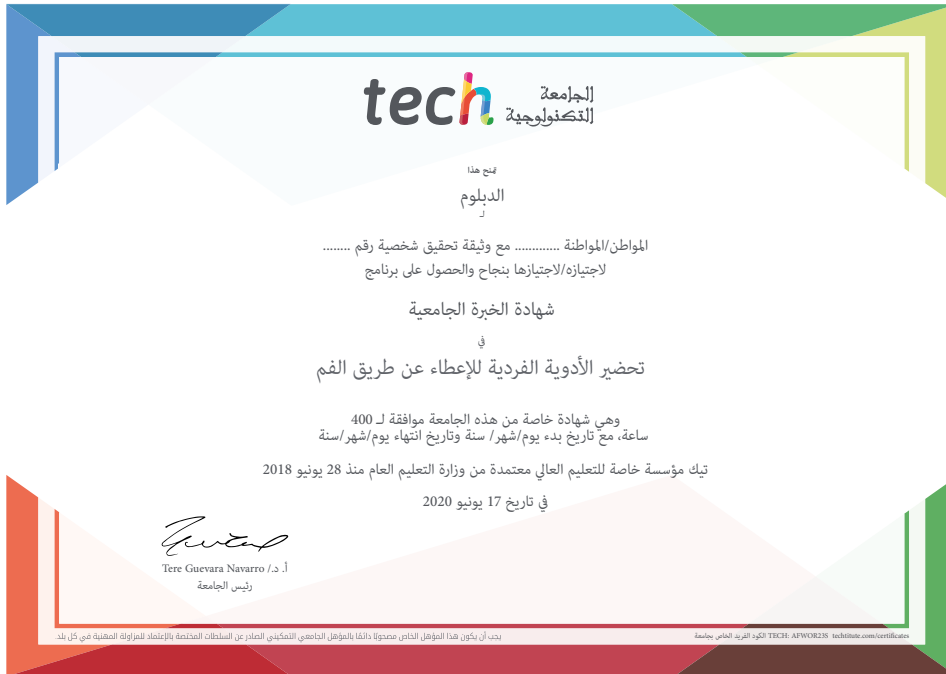 tech الجامعة
التكنولوجية
تمنح هذا
الدبلوم
لـ
المواطن/المواطنة ............ مع وثيقة تحقيق شخصية رقم ........
لاجتيازه/لاجتيازها بنجاح والحصول على برنامج
شهادة الخبرة الجامعية
في
تحضير الأدوية الفردية للإعطاء عن طريق الفم
وهي شهادة خاصة من هذه الجامعة موافقة لـ 400
ساعة، مع تاريخ بدء يوم/شهر/ سنة وتاريخ انتهاء يوم/شهر/سنة
تيك مؤسسة خاصة للتعليم العالي معتمدة من وزارة التعليم العام منذ 28 يونيو 2018
في تاريخ 17 يونيو 2020
أ. د./ Tere Guevara Navarro
رئيس الجامعة
يجب أن يكون هذا المؤهل الخاص مصحوبًا دائمًا بالمؤهل الجامعي التمكيني الصادر عن السلطات المختصة بالإعتماد للمزاولة المهنية في كل بلد.
الكود الفريد الخاص بجامعة TECH: AFWOR23S techtitute.com/certificates